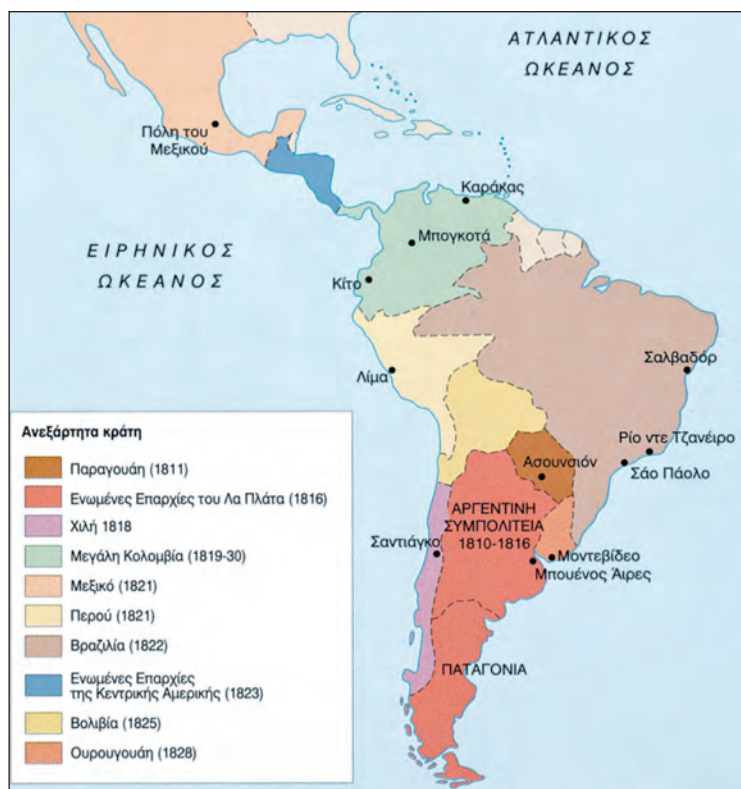 ΑΤΛΑΝΤΙΚΟΣ
ΩΚΕΑΝΟΣ
Πόλη του
Μεξικού
Καράκας
Μπογκοτά
ΕΙΡΗΝΙΚΟΣ
ΩΚΕΑΝΟΣ
Κίτο
Λίμα
Σαλβαδόρ
Ρίο ντε Τζανέιρο
Σάο Πάολο
Ασουνσιόν
ΑΡΓΕΝΤΙΝΗ
ΣΥΜΠΟΛΙΤΕΙΑ
1810-1816
Σαντιάγκο
Μοντεβίδεο
Μπουένος Άιρες
ΠΑΤΑΓΟΝΙΑ
Ανεξάρτητα κράτη
Παραγουάη (1811)
Ενωμένες Επαρχίες του Λα Πλάτα (1816)
Χιλή 1818
Μεγάλη Κολομβία (1819-30)
Μεξικό (1821)
Περού (1821)
Βραζιλία (1822)
Ενωμένες Επαρχίες
της Κεντρικής Αμερικής (1823)
Βολιβία (1825)
Ουρουγουάη (1828)